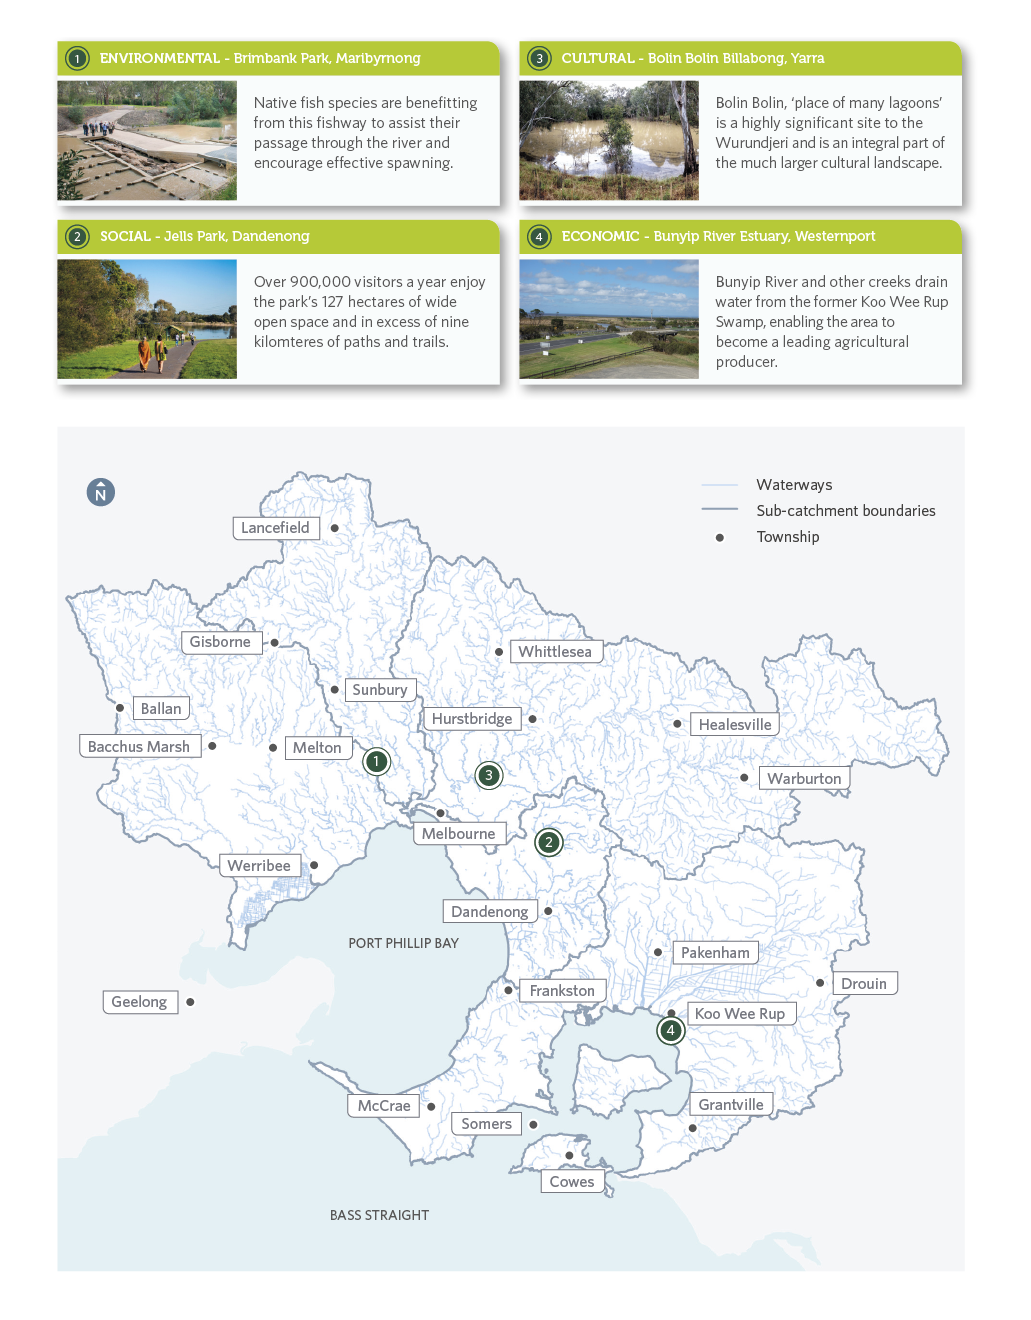 1 ENVIRONMENTAL - Brimbank Park, Maribyrnong
Native fish species are benefitting
from this fishway to assist their
passage through the river and
encourage effective spawning.
3 CULTURAL - Bolin Bolin Billabong, Yarra
Bolin Bolin, ‘place of many lagoons’
is a highly significant site to the
Wurundjeri and is an integral part of
the much larger cultural landscape.
2 SOCIAL - Jells Park, Dandenong
Over 900,000 visitors a year enjoy
the park’s 127 hectares of wide
open space and in excess of nine
kilomteres of paths and trails.
4 ECONOMIC - Bunyip River Estuary, Westernport
Bunyip River and other creeks drain
water from the former Koo Wee Rup
Swamp, enabling the area to
become a leading agricultural
producer.
N
Waterways
Sub-catchment boundaries
Township
Lancefield
Gisborne
Whittlesea
Sunbury
Ballan
Hurstbridge
Healesville
Bacchus Marsh
Melton
1
3
Warburton
Melbourne
2
Werribee
Dandenong
PORT PHILLIP BAY
Pakenham
Drouin
Frankston
Geelong
Koo Wee Rup
4
McCrae
Grantville
Somers
Cowes
BASS STRAIGHT